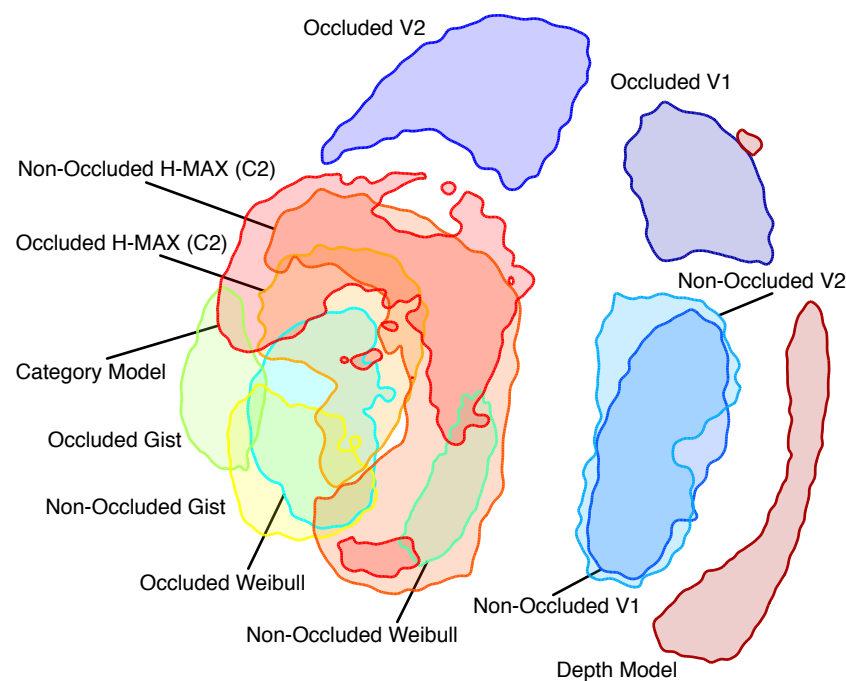 Occluded V2
Occluded V1
Non-Occluded H-MAX (C2)
Occluded H-MAX (C2)
Non-Occluded V2
Category Model
Occluded Gist
Non-Occluded Gist
Occluded Weibull
Non-Occluded V1
Non-Occluded Weibull
Depth Model